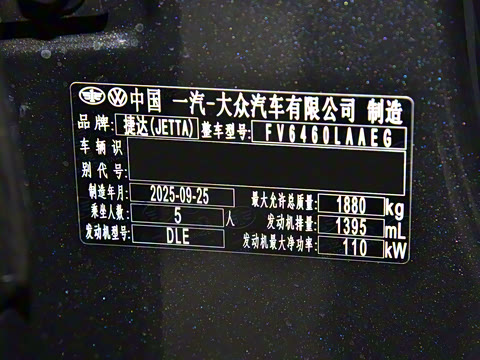 中国 一汽-大众汽车有限公司 制造
品牌: 捷达(JETTA) 整车型号: FV6460LAAEG
车辆识别代号:
制造年月: 2025-09-25 最大允许总质量: 1880 kg
乘坐人数: 5 人 发动机排量: 1395 mL
发动机型号: DLE 发动机最大净功率: 110 kW